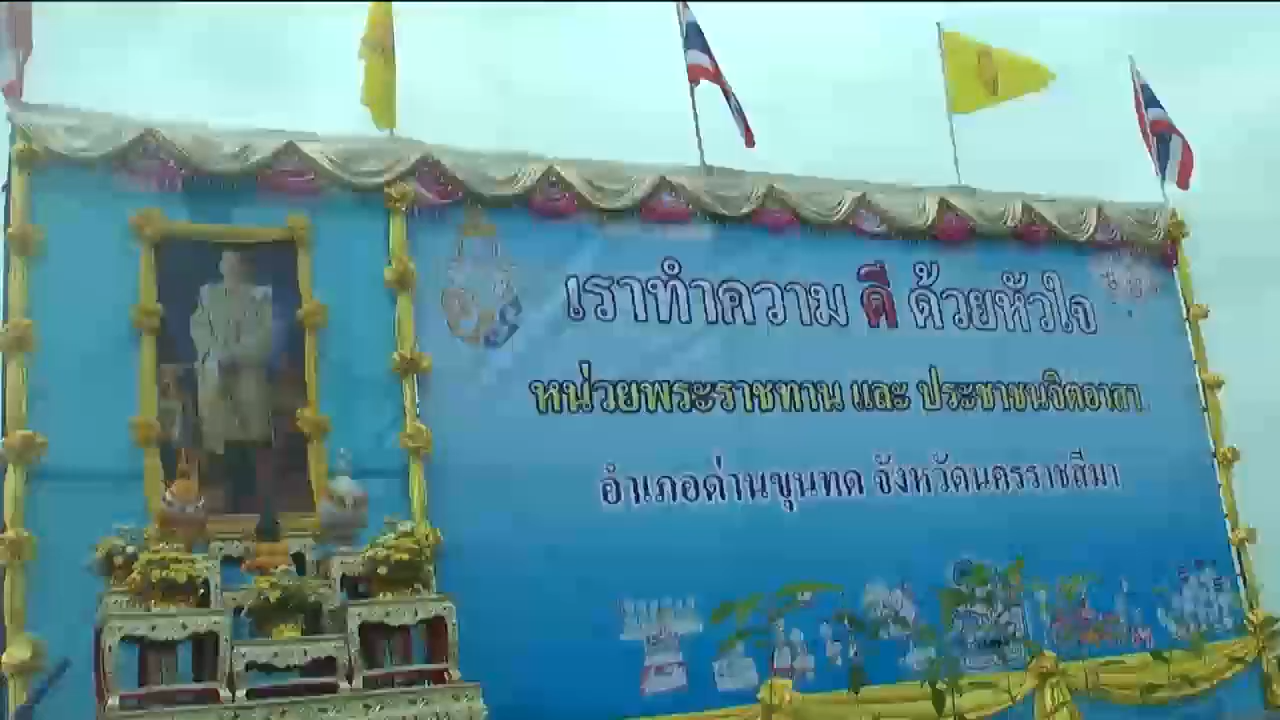 เราทำความ ดี ด้วยหัวใจ
หน่วยพระราชทาน และ ประชาชนจิตอาสา
อำเภอด่านขุนทด จังหวัดนครราชสีมา